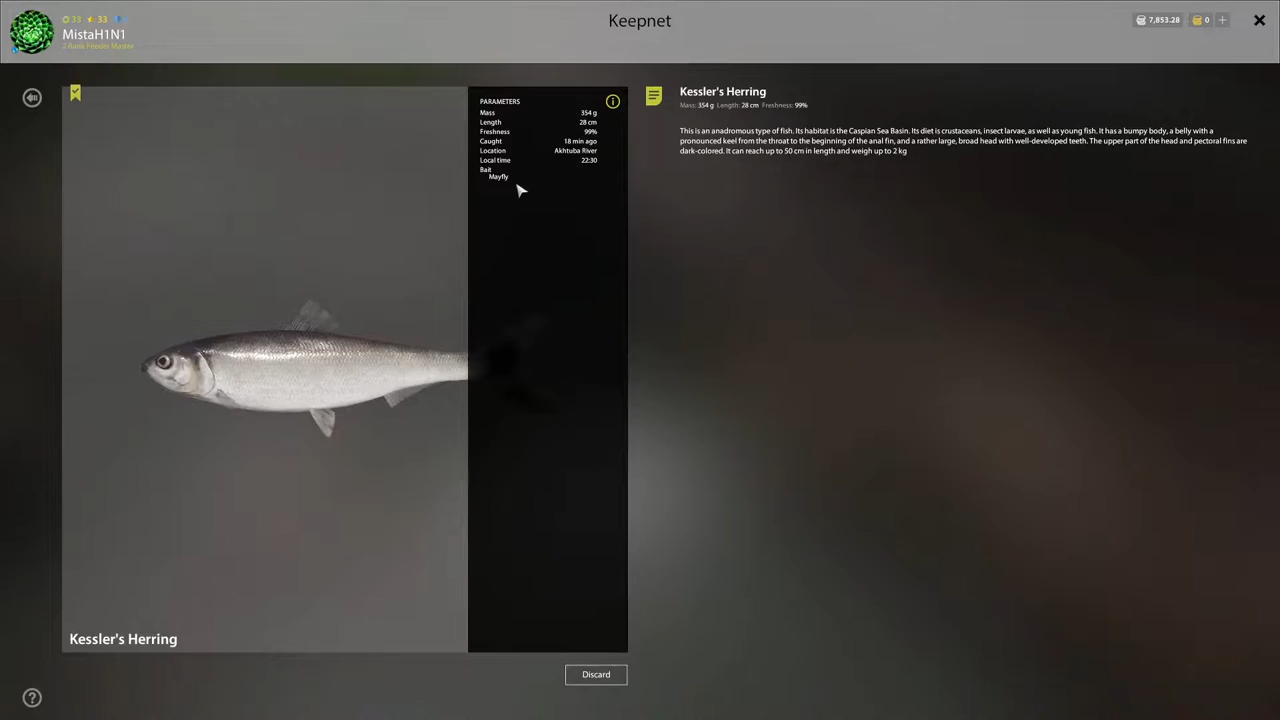 33 33
MistaH1N1
2 Rank Feeder Master
Keepnet
7,853.28 0 +
PARAMETERS
Mass 354 g
Length 28 cm
Freshness 99%
Caught 18 min ago
Location Akhtuba River
Local time 22:30
Bait
Mayfly
Kessler's Herring
Discard
Kessler's Herring
Mass: 354 g Length: 28 cm Freshness: 99%
This is an anadromous type of fish. Its habitat is the Caspian Sea Basin. Its diet is crustaceans, insect larvae, as well as young fish. It has a bumpy body, a belly with a
pronounced keel from the throat to the beginning of the anal fin, and a rather large, broad head with well-developed teeth. The upper part of the head and pectoral fins are
dark-colored. It can reach up to 50 cm in length and weigh up to 2 kg
?